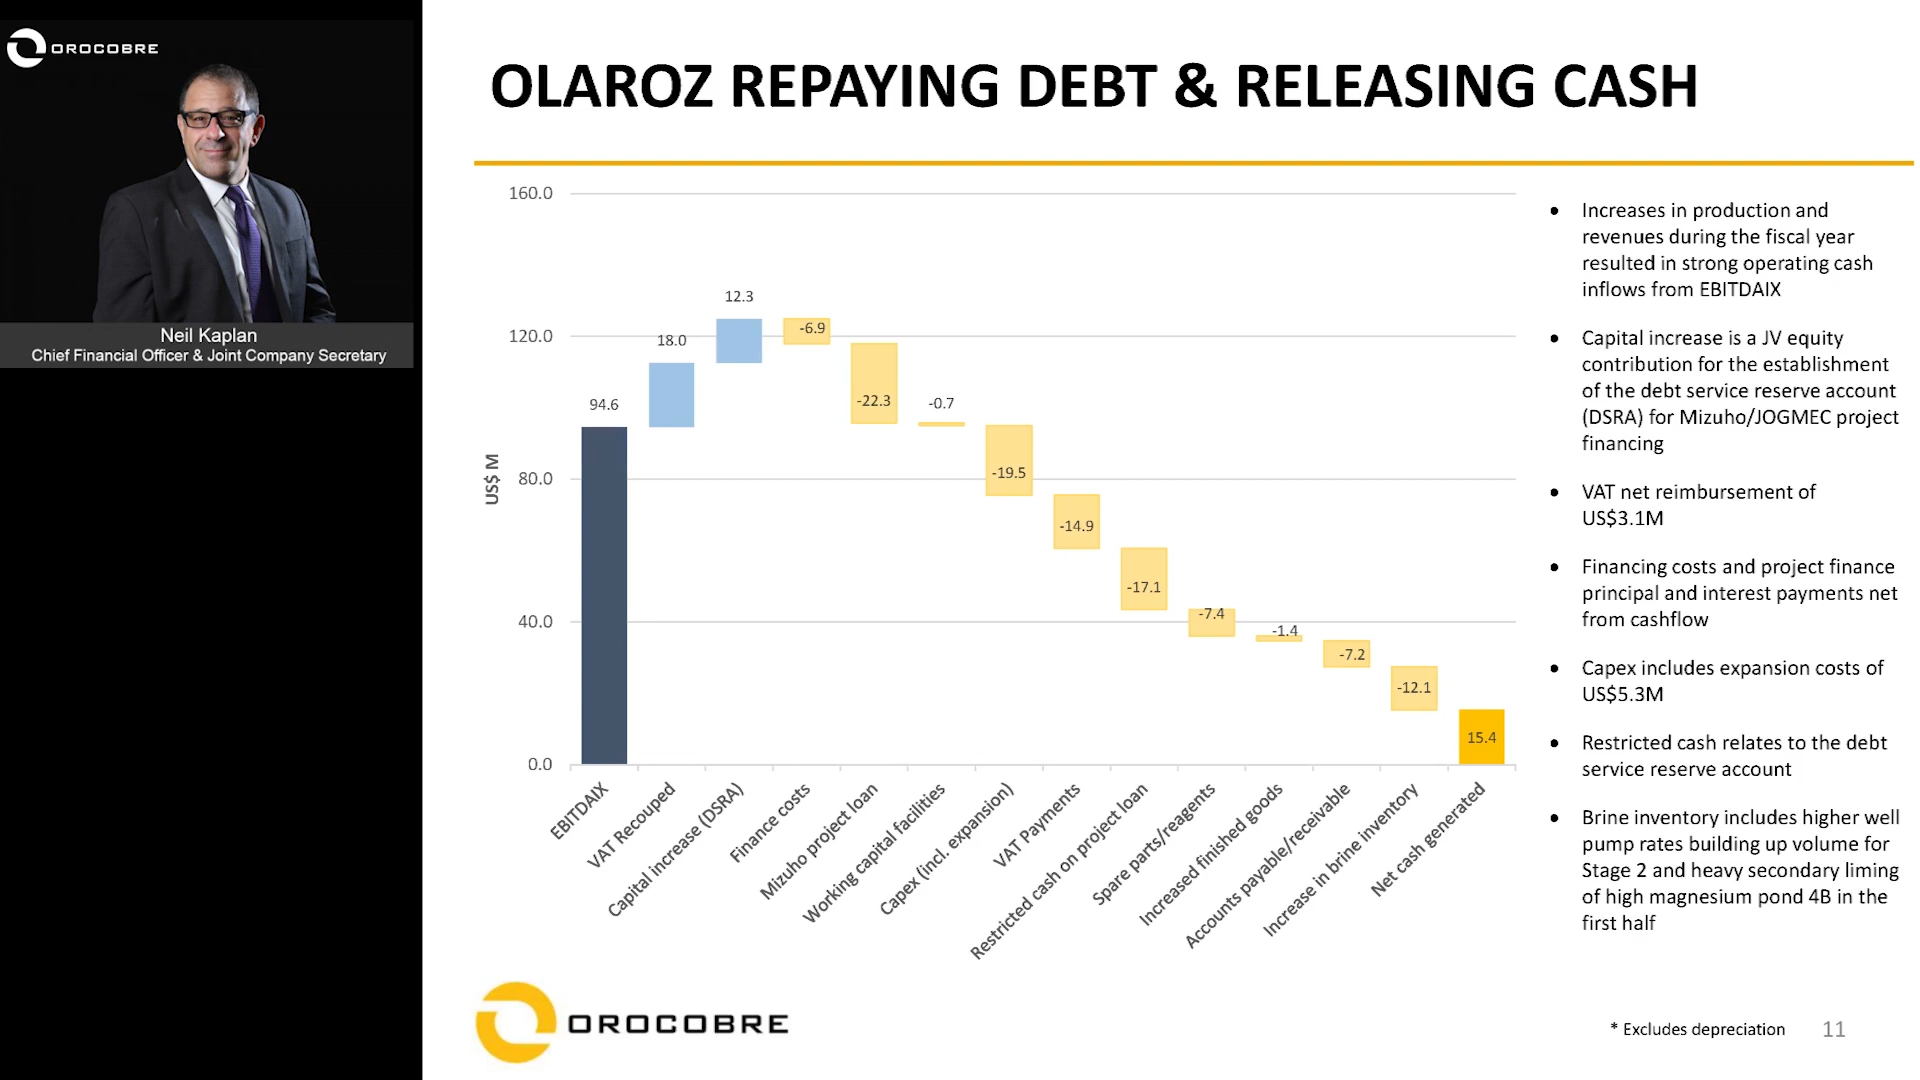 OROCOBRE
Neil Kaplan
Chief Financial Officer & Joint Company Secretary
OLAROZ REPAYING DEBT & RELEASING CASH
US$ M
160.0
120.0
80.0
40.0
0.0
94.6
18.0
12.3
-6.9
-22.3
-0.7
-19.5
-14.9
-17.1
-7.4
-1.4
-7.2
-12.1
15.4
EBITDAIX
VAT Recouped
Capital increase (DSRA)
Finance costs
Mizuho project loan
Working capital facilities
Capex (incl. expansion)
VAT Payments
Restricted cash on project loan
Spare parts/reagents
Increased finished goods
Accounts payable/receivable
Increase in brine inventory
Net cash generated
• Increases in production and
revenues during the fiscal year
resulted in strong operating cash
inflows from EBITDAIX
• Capital increase is a JV equity
contribution for the establishment
of the debt service reserve account
(DSRA) for Mizuho/JOGMEC project
financing
• VAT net reimbursement of
US$3.1M
• Financing costs and project finance
principal and interest payments net
from cashflow
• Capex includes expansion costs of
US$5.3M
• Restricted cash relates to the debt
service reserve account
• Brine inventory includes higher well
pump rates building up volume for
Stage 2 and heavy secondary liming
of high magnesium pond 4B in the
first half
OROCOBRE
* Excludes depreciation
11